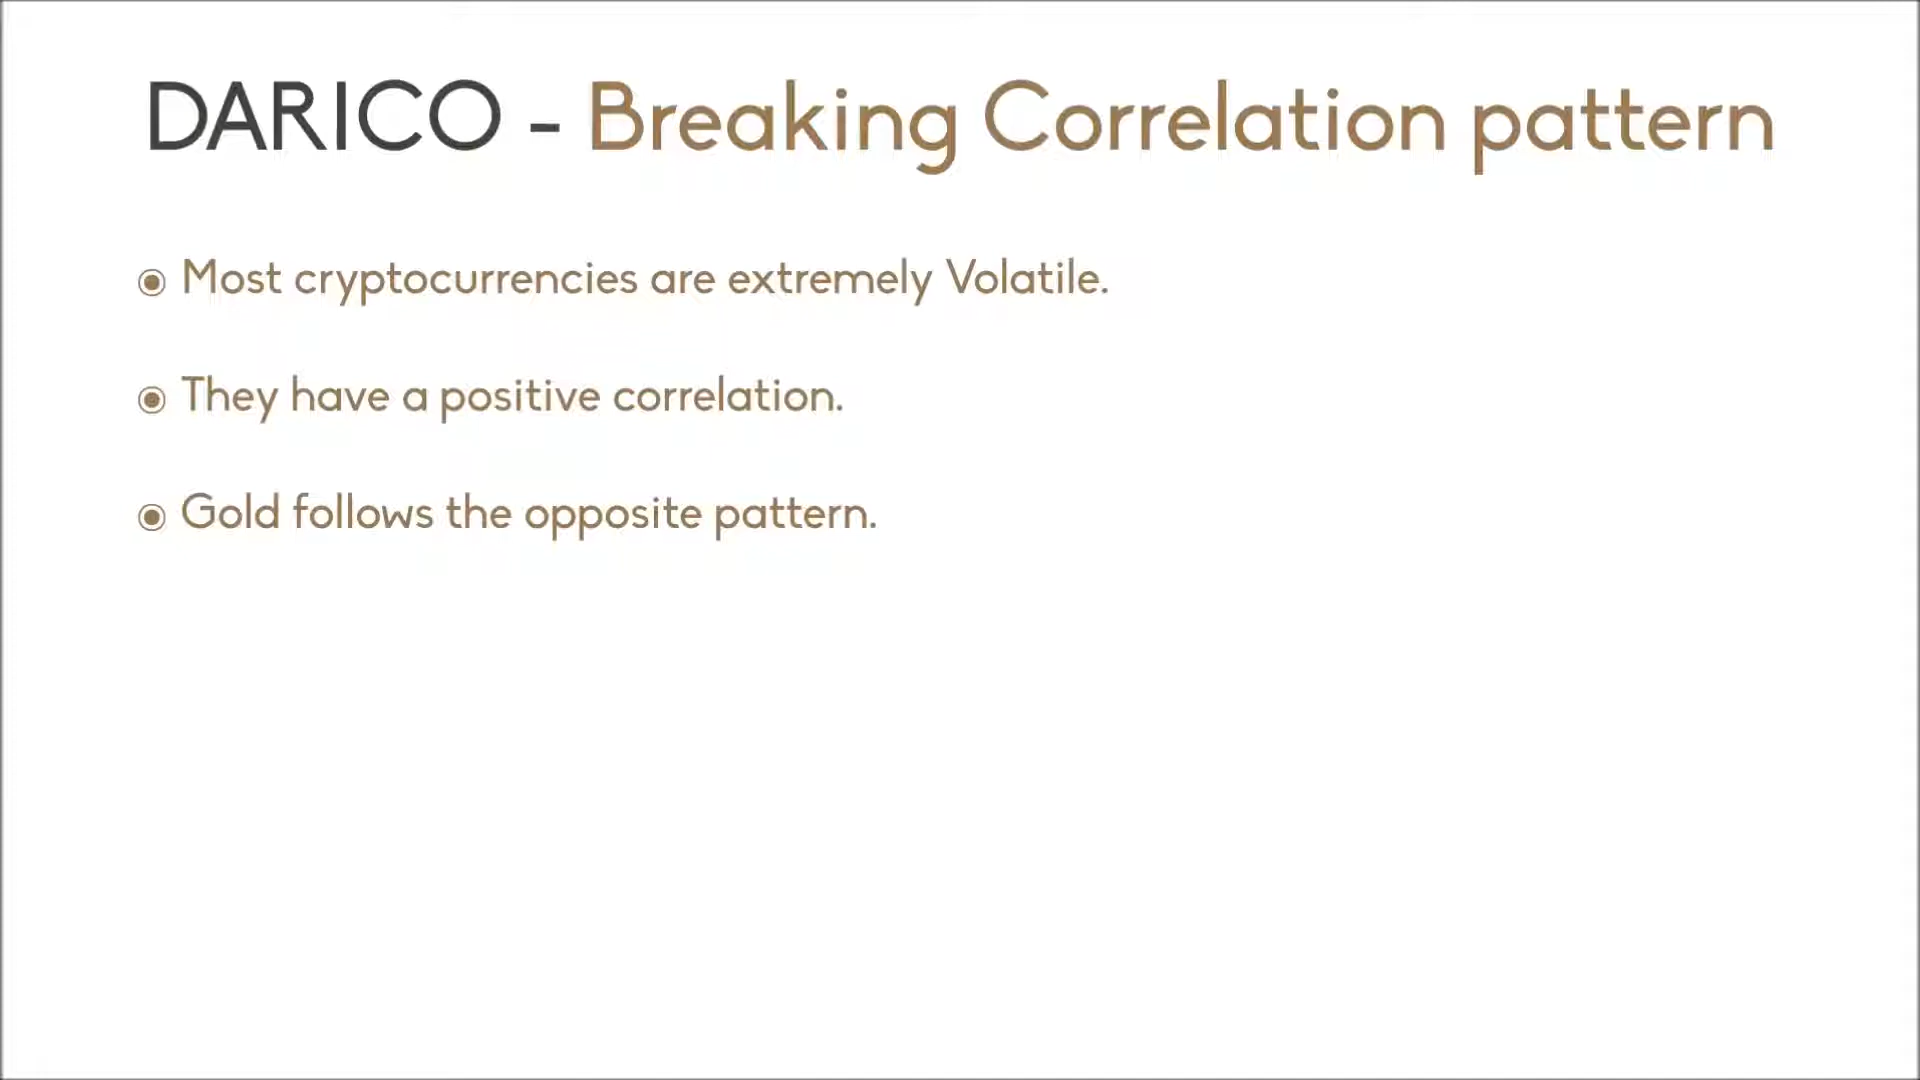 DARICO - Breaking Correlation pattern
Most cryptocurrencies are extremely Volatile.
They have a positive correlation.
Gold follows the opposite pattern.